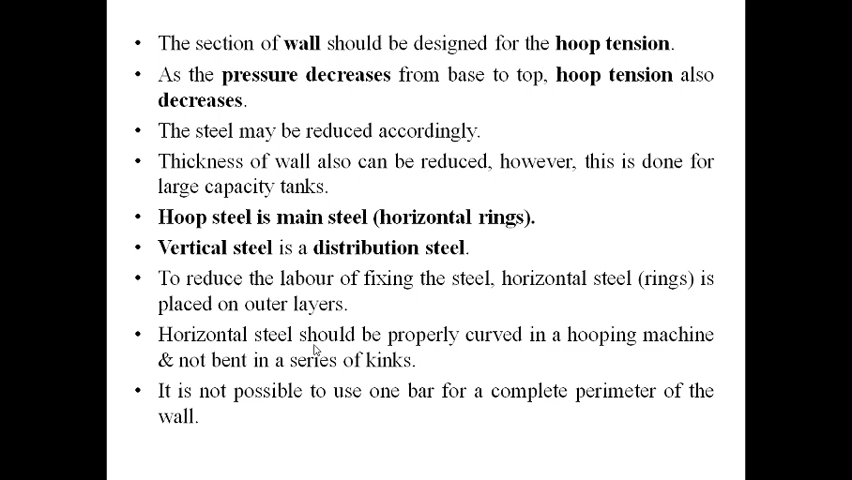 • The section of wall should be designed for the hoop tension.
• As the pressure decreases from base to top, hoop tension also
decreases.
• The steel may be reduced accordingly.
• Thickness of wall also can be reduced, however, this is done for
large capacity tanks.
• Hoop steel is main steel (horizontal rings).
• Vertical steel is a distribution steel.
• To reduce the labour of fixing the steel, horizontal steel (rings) is
placed on outer layers.
• Horizontal steel should be properly curved in a hooping machine
& not bent in a series of kinks.
• It is not possible to use one bar for a complete perimeter of the
wall.